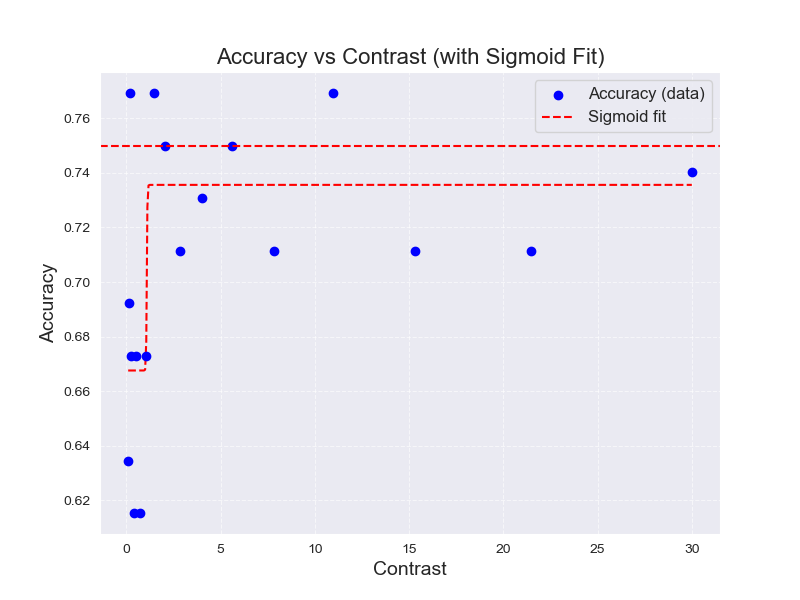 Accuracy vs Contrast (with Sigmoid Fit)
Accuracy (data)
Sigmoid fit
0.76
0.74
0.72
0.70
0.68
0.66
0.64
0.62
Accuracy
0 5 10 15 20 25 30
Contrast